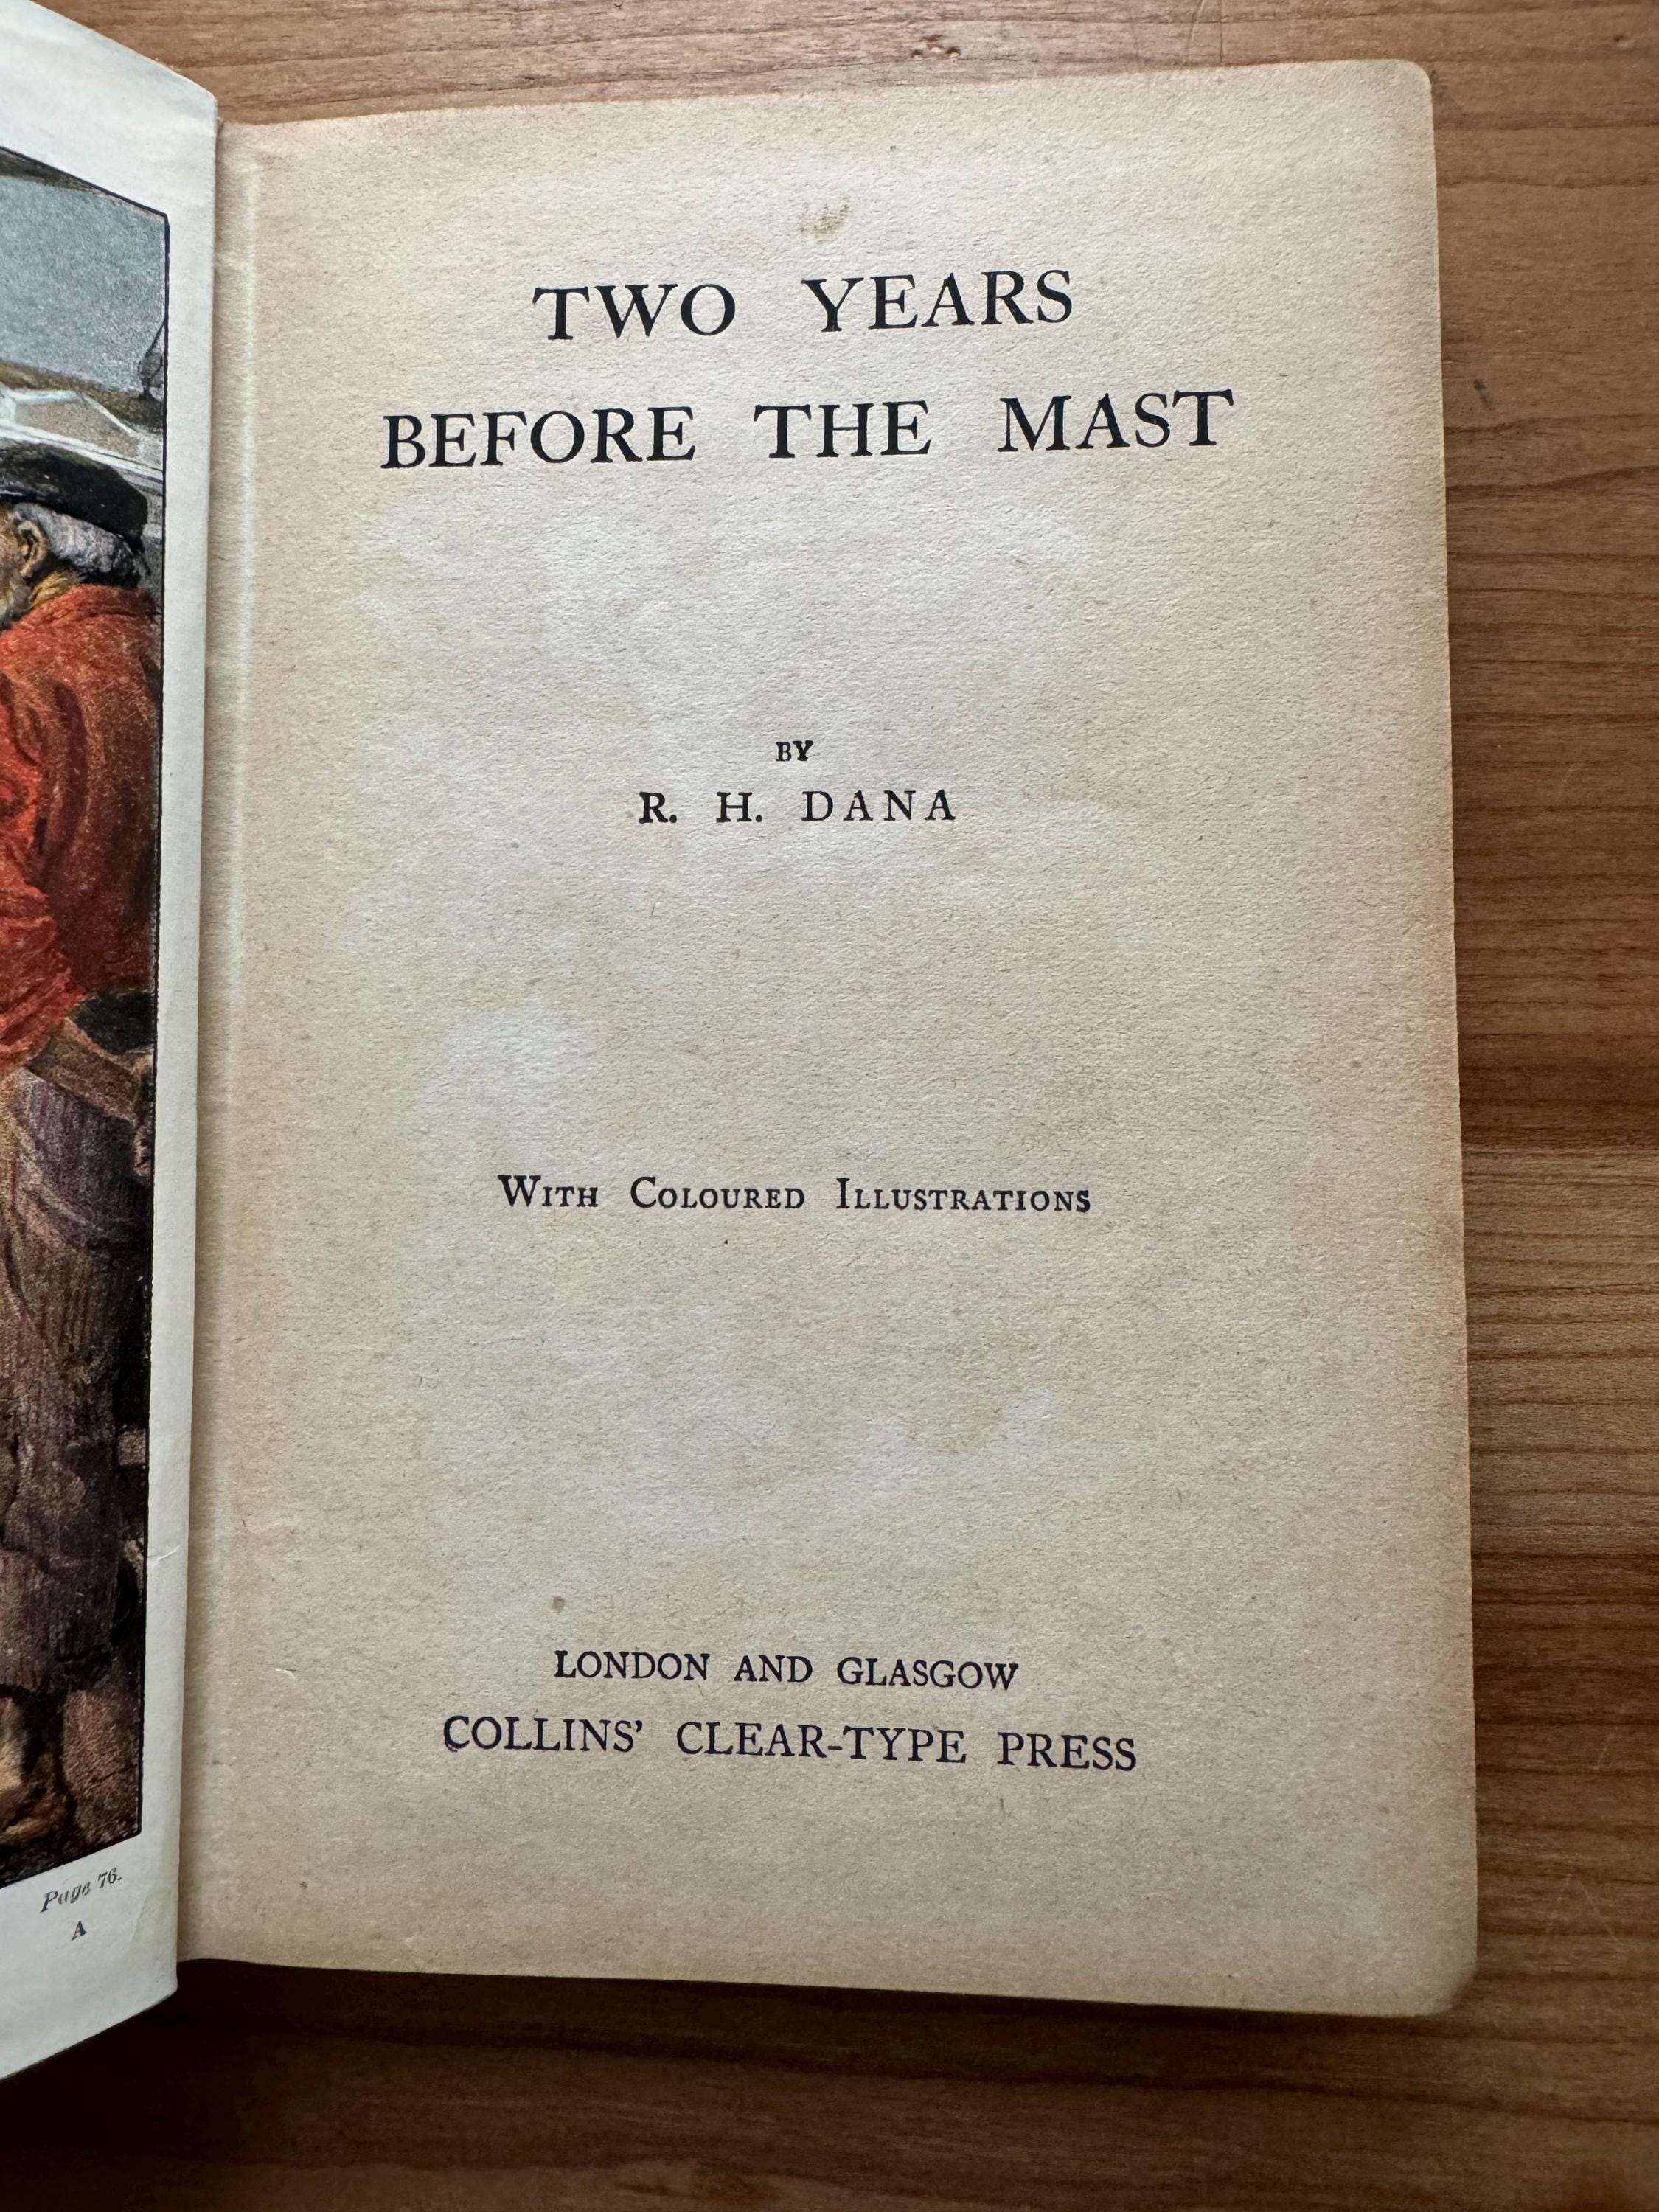 TWO YEARS
BEFORE THE MAST
BY
R. H. DANA
WITH COLOURED ILLUSTRATIONS
LONDON AND GLASGOW
COLLINS' CLEAR-TYPE PRESS
Page 76.
A